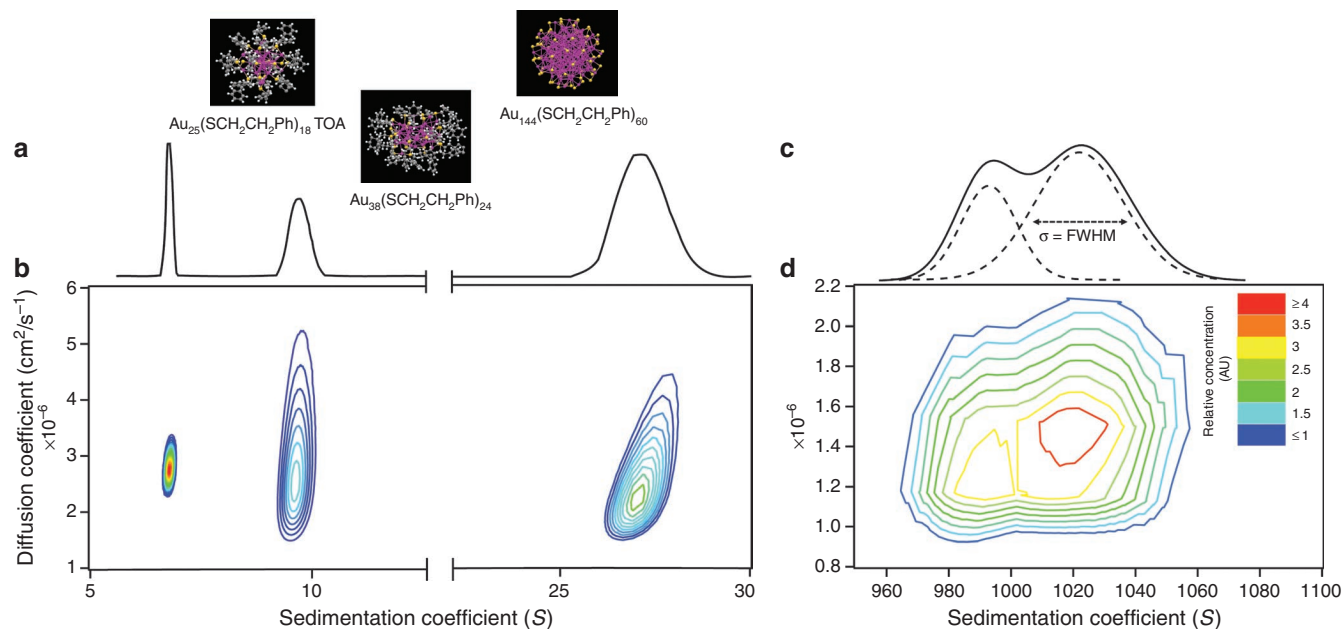 Au25(SCH2CH2Ph)18 TOA
Au38(SCH2CH2Ph)24
Au144(SCH2CH2Ph)60
a
b
Diffusion coefficient (cm2/s−1)
×10−6
6
5
4
3
2
1
5
10
25
30
Sedimentation coefficient (S)
c
σ = FWHM
d
×10−6
2.2
2.0
1.8
1.6
1.4
1.2
1.0
0.8
Relative concentration
(AU)
≥4
3.5
3
2.5
2
1.5
≤1
960
980
1000
1020
1040
1060
1080
1100
Sedimentation coefficient (S)